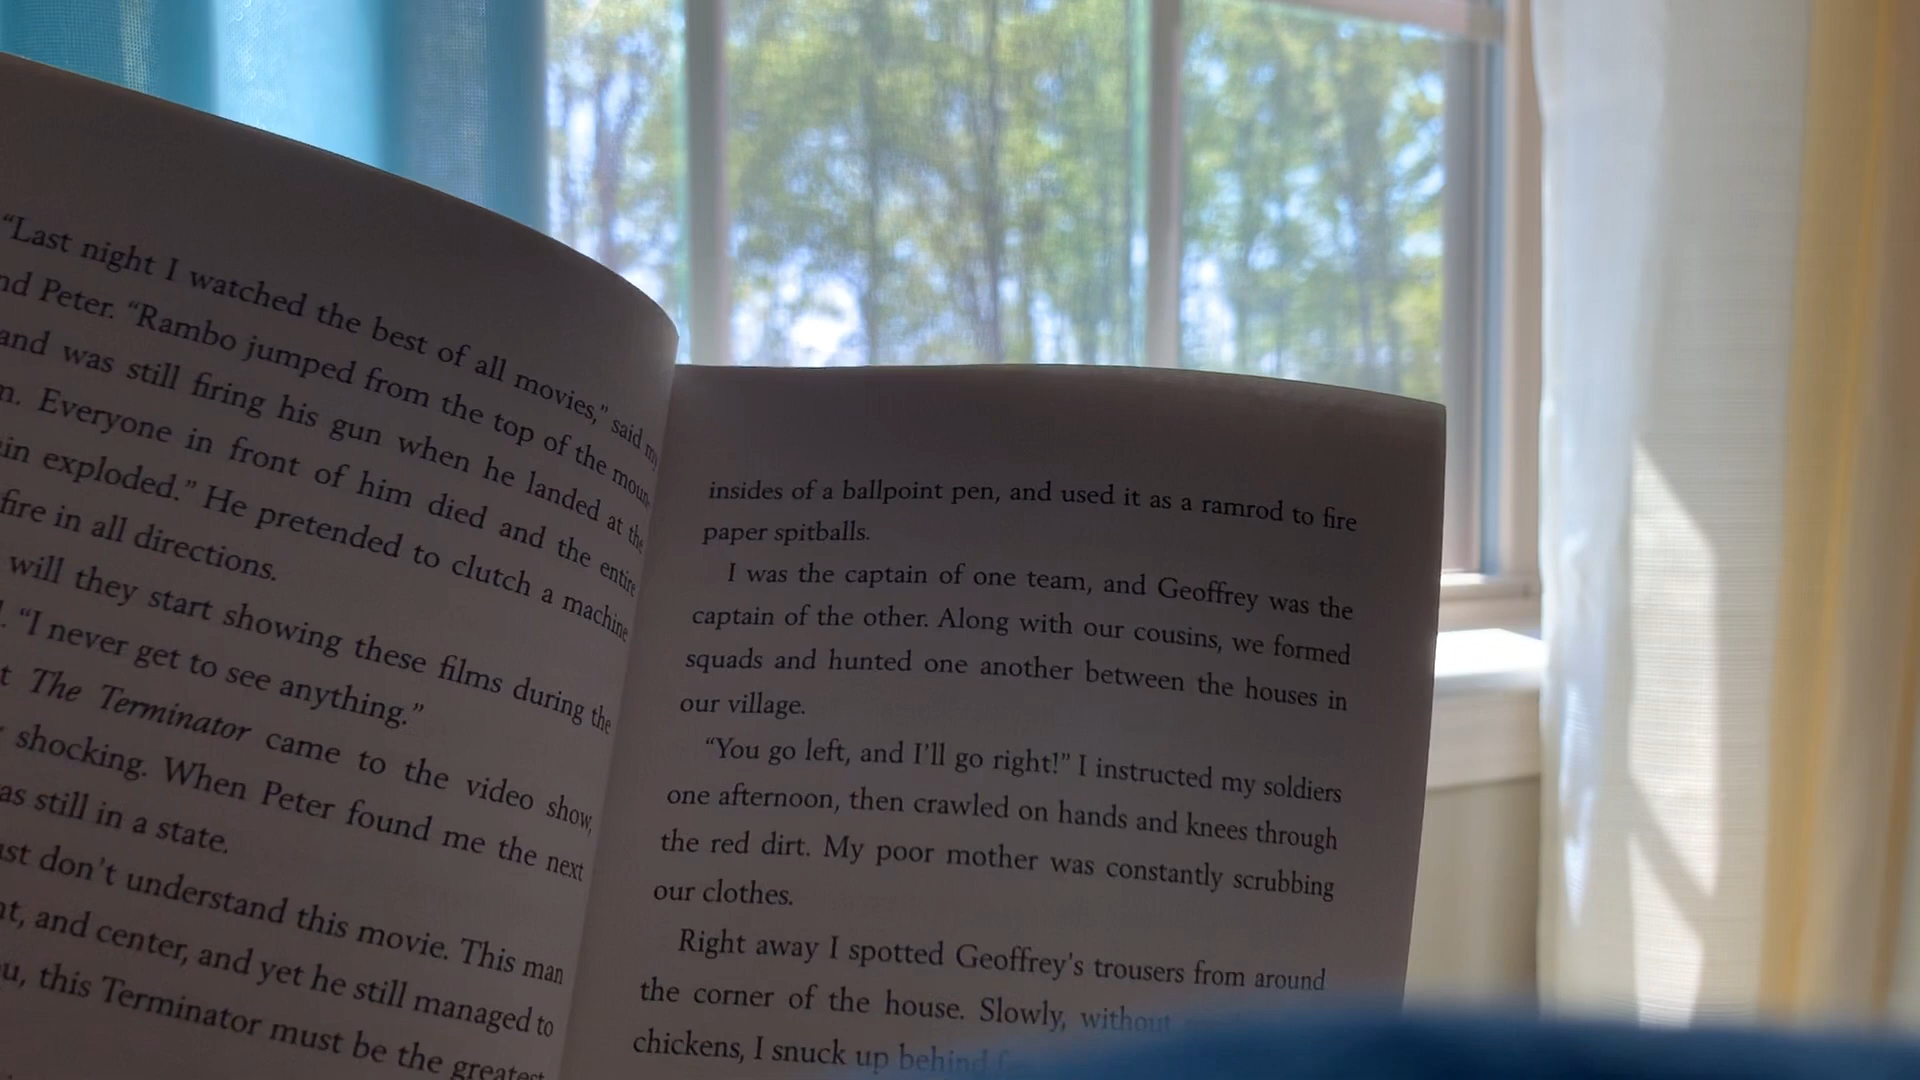 “Last night I watched the best of all movies,” said my
nd Peter. “Rambo jumped from the top of the moun-
and was still firing his gun when he landed at the
m. Everyone in front of him died and the entire
in exploded.” He pretended to clutch a machine
fire in all directions.
will they start showing these films during the
“I never get to see anything.”
t The Terminator came to the video show,
shocking. When Peter found me the next
as still in a state.
ust don’t understand this movie. This man
ht, and center, and yet he still managed to
u, this Terminator must be the greatest
insides of a ballpoint pen, and used it as a ramrod to fire
paper spitballs.
I was the captain of one team, and Geoffrey was the
captain of the other. Along with our cousins, we formed
squads and hunted one another between the houses in
our village.
“You go left, and I’ll go right!” I instructed my soldiers
one afternoon, then crawled on hands and knees through
the red dirt. My poor mother was constantly scrubbing
our clothes.
Right away I spotted Geoffrey’s trousers from around
the corner of the house. Slowly, without
chickens, I snuck up behind